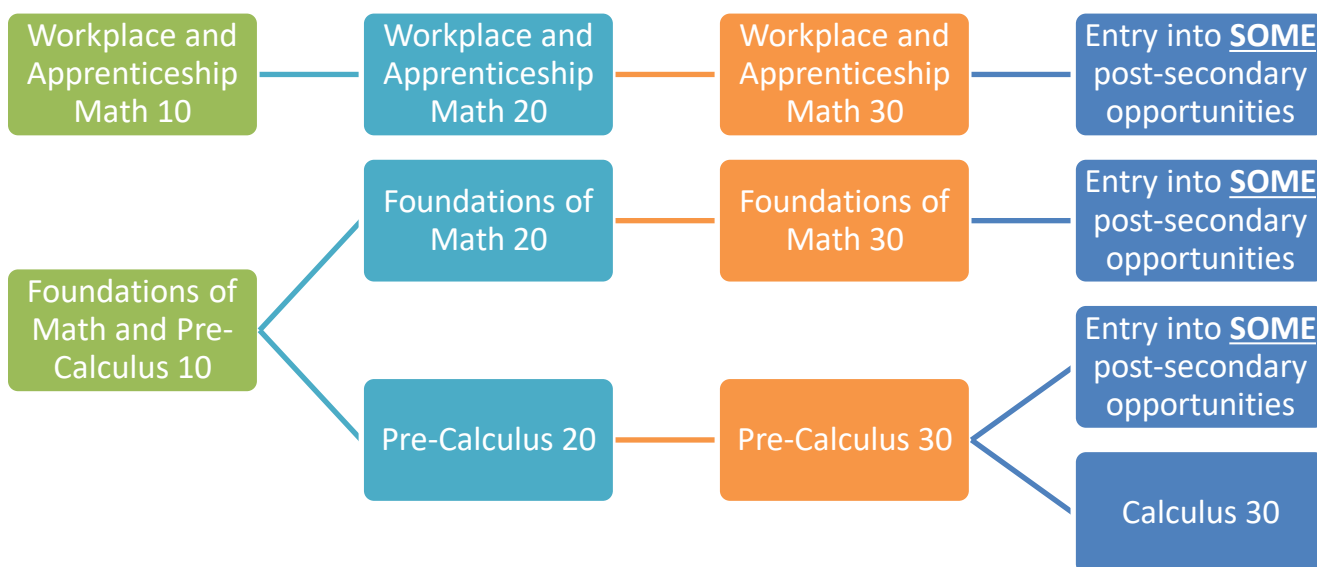 Workplace and
Apprenticeship
Math 10
Workplace and
Apprenticeship
Math 20
Workplace and
Apprenticeship
Math 30
Entry into SOME
post-secondary
opportunities
Foundations of
Math and Pre-
Calculus 10
Foundations of
Math 20
Foundations of
Math 30
Entry into SOME
post-secondary
opportunities
Pre-Calculus 20
Pre-Calculus 30
Entry into SOME
post-secondary
opportunities
Calculus 30